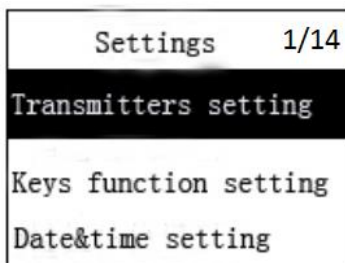 Settings 1/14
Transmitters setting
Keys function setting
Date&time setting